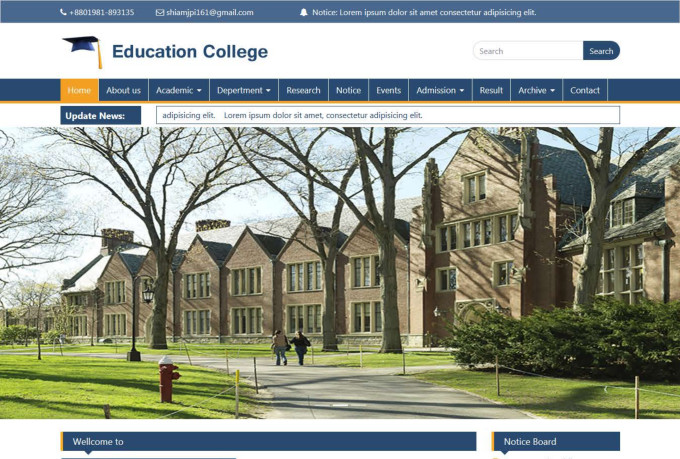 +8801981-893135 shiamjpi161@gmail.com Notice: Lorem ipsum dolor sit amet consectetur adipisicing elit.
Education College
Search Search
Home About us Academic Depertment Research Notice Events Admission Result Archive Contact
Update News: adipisicing elit. Lorem ipsum dolor sit amet, consectetur adipisicing elit.
Wellcome to Notice Board